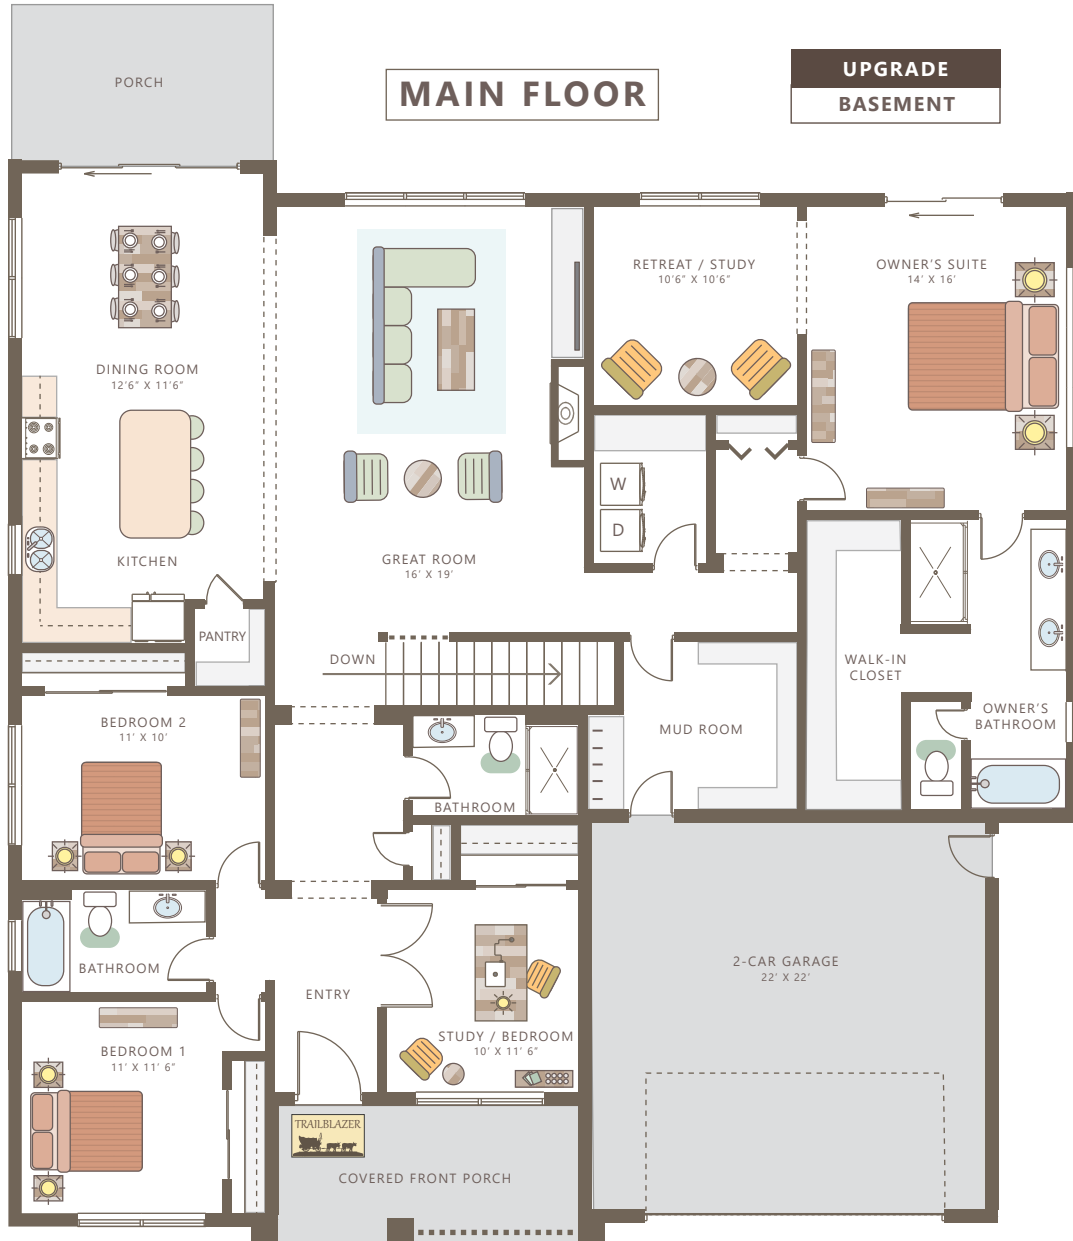 PORCH
MAIN FLOOR
UPGRADE
BASEMENT
RETREAT / STUDY
10'6" X 10'6"
OWNER'S SUITE
14' X 16'
DINING ROOM
12'6" X 11'6"
W
D
KITCHEN
GREAT ROOM
16' X 19'
PANTRY
DOWN
WALK-IN
CLOSET
OWNER'S
BATHROOM
BEDROOM 2
11' X 10'
MUD ROOM
BATHROOM
BATHROOM
ENTRY
2-CAR GARAGE
22' X 22'
STUDY / BEDROOM
10' X 11' 6"
BEDROOM 1
11' X 11' 6"
TRAILBLAZER
COVERED FRONT PORCH